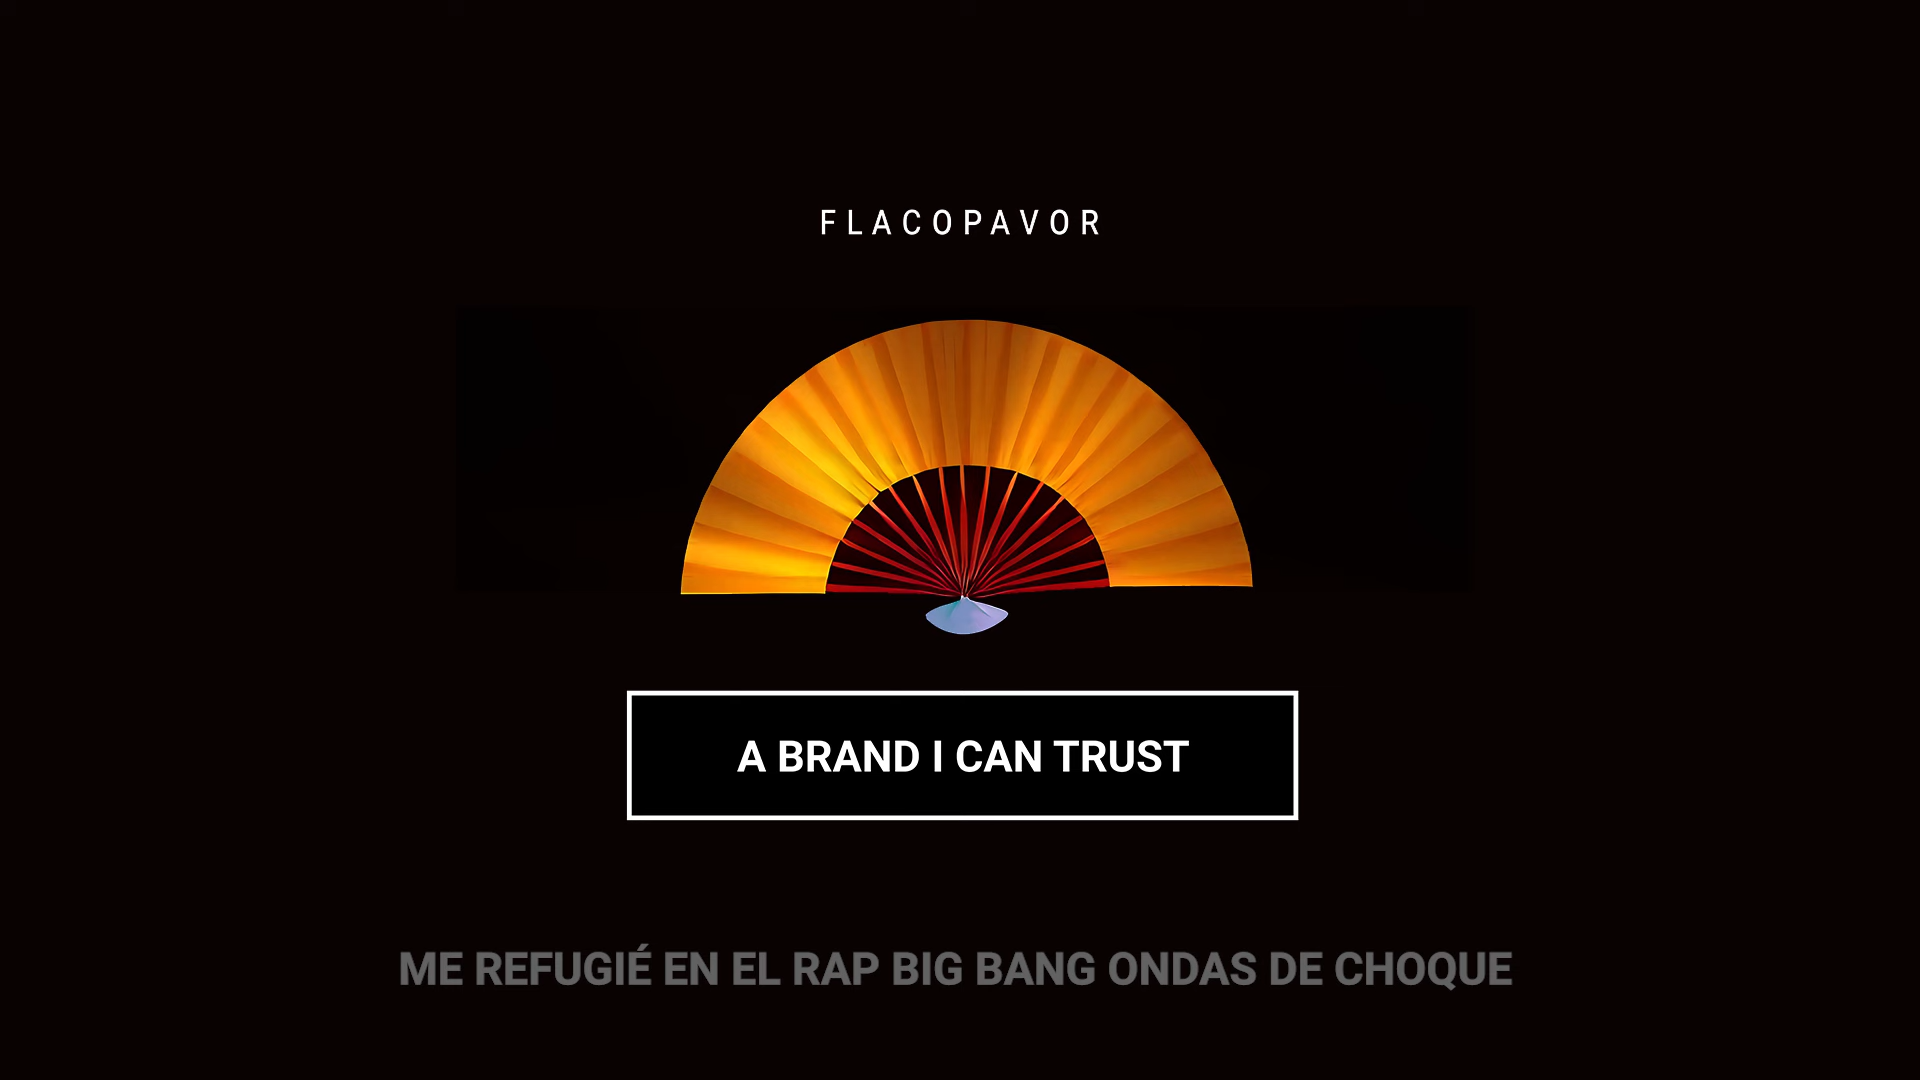 FLACOPAVOR
A BRAND I CAN TRUST
ME REFUGIÉ EN EL RAP BIG BANG ONDAS DE CHOQUE